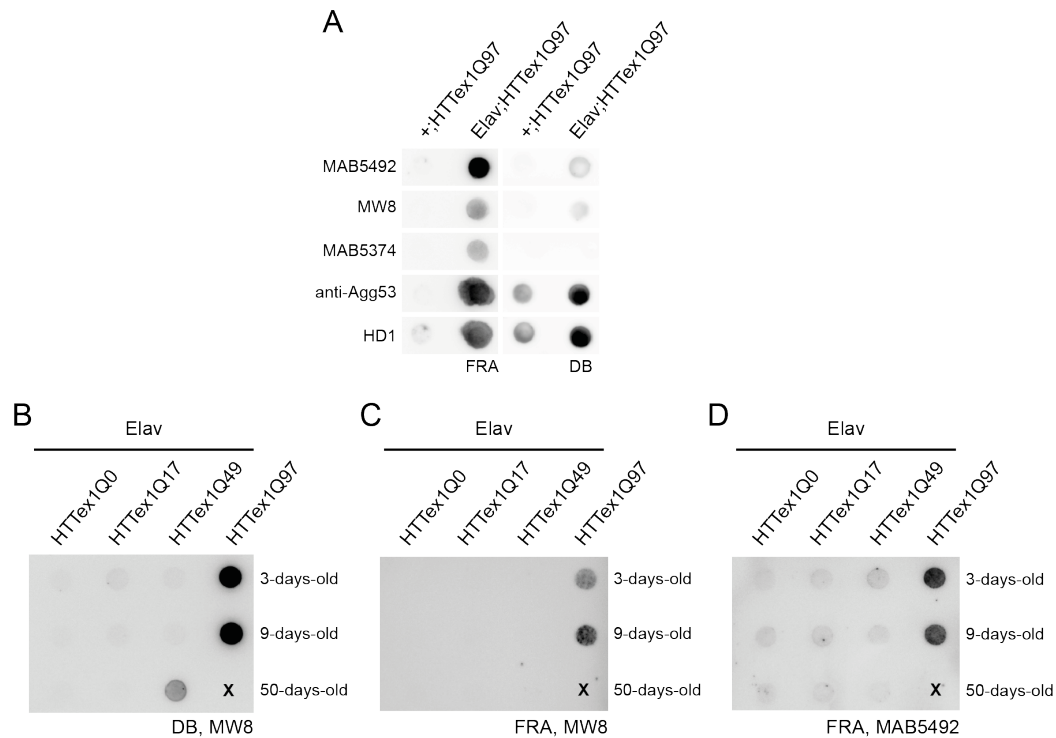 A
+;HTTex1Q97
Elav;HTTex1Q97
+;HTTex1Q97
Elav;HTTex1Q97
MAB5492
MW8
MAB5374
anti-Agg53
HD1
FRA
DB
B
Elav
HTTex1Q0
HTTex1Q17
HTTex1Q49
HTTex1Q97
3-days-old
9-days-old
X
50-days-old
DB, MW8
C
Elav
HTTex1Q0
HTTex1Q17
HTTex1Q49
HTTex1Q97
3-days-old
9-days-old
X
50-days-old
FRA, MW8
D
Elav
HTTex1Q0
HTTex1Q17
HTTex1Q49
HTTex1Q97
3-days-old
9-days-old
X
50-days-old
FRA, MAB5492